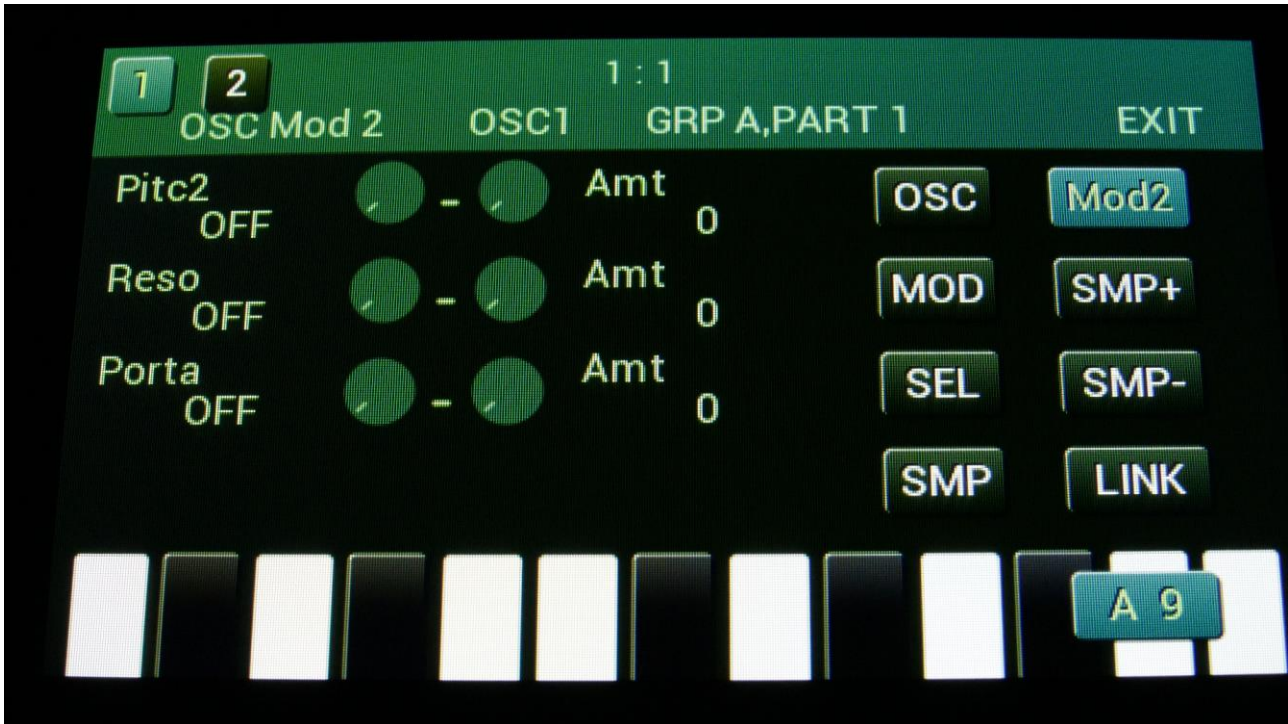 1 2 1 : 1
OSC Mod 2 OSC1 GRP A,PART 1 EXIT
Pitc2 - Amt OSC Mod2
OFF 0
Reso - Amt MOD SMP+
OFF 0
Porta - Amt SEL SMP-
OFF 0
SMP LINK
A 9